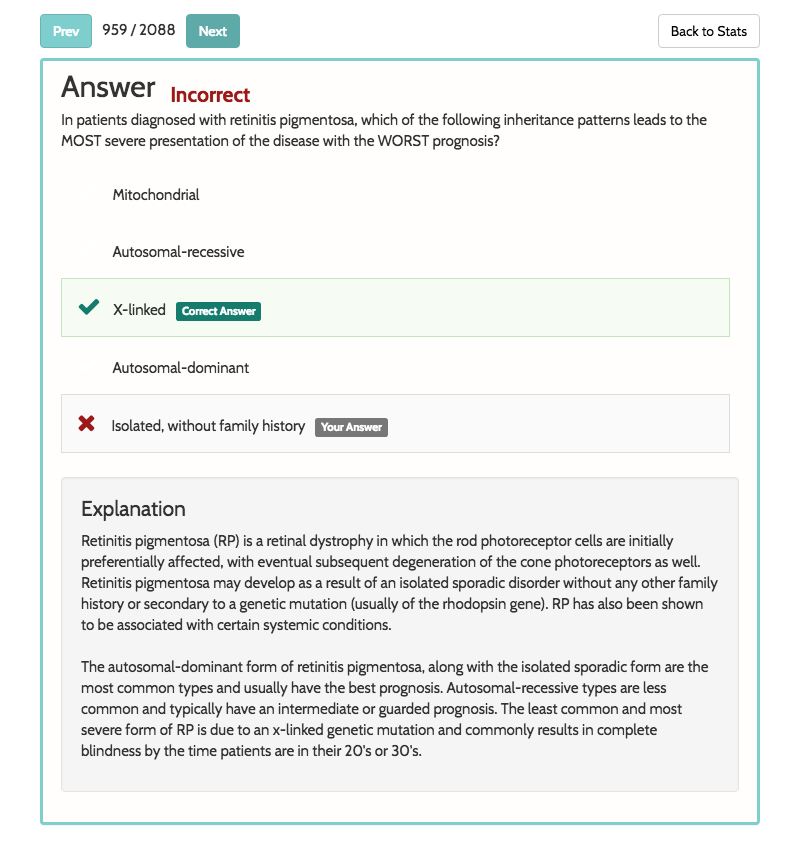 Prev 959 / 2088 Next Back to Stats
Answer Incorrect
In patients diagnosed with retinitis pigmentosa, which of the following inheritance patterns leads to the
MOST severe presentation of the disease with the WORST prognosis?
Mitochondrial
Autosomal-recessive
X-linked Correct Answer
Autosomal-dominant
Isolated, without family history Your Answer
Explanation
Retinitis pigmentosa (RP) is a retinal dystrophy in which the rod photoreceptor cells are initially
preferentially affected, with eventual subsequent degeneration of the cone photoreceptors as well.
Retinitis pigmentosa may develop as a result of an isolated sporadic disorder without any other family
history or secondary to a genetic mutation (usually of the rhodopsin gene). RP has also been shown
to be associated with certain systemic conditions.
The autosomal-dominant form of retinitis pigmentosa, along with the isolated sporadic form are the
most common types and usually have the best prognosis. Autosomal-recessive types are less
common and typically have an intermediate or guarded prognosis. The least common and most
severe form of RP is due to an x-linked genetic mutation and commonly results in complete
blindness by the time patients are in their 20's or 30's.